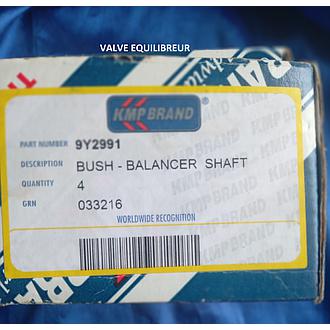 VALVE EQUILIBREUR
KMP BRAND
PART NUMBER 9Y2991
DESCRIPTION BUSH - BALANCER SHAFT
QUANTITY 4
GRN 033216
WORLDWIDE RECOGNITION